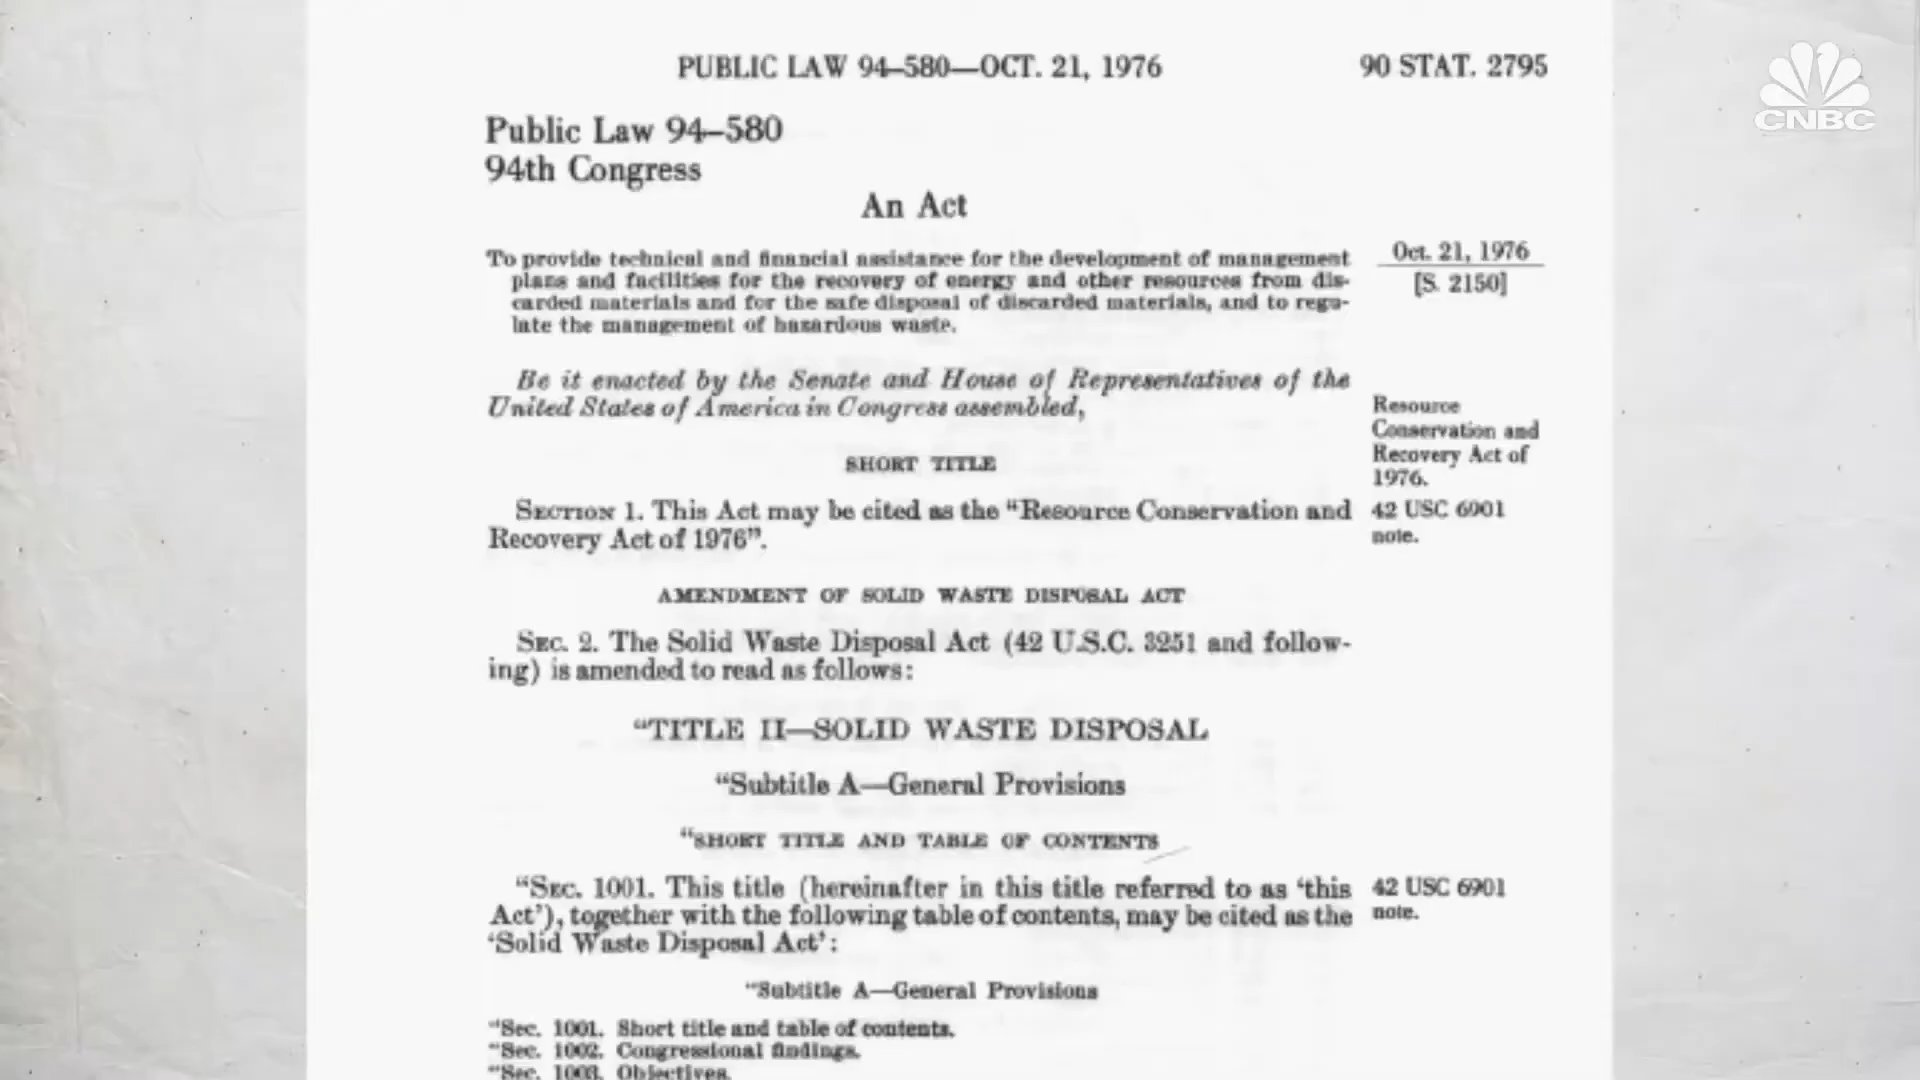 PUBLIC LAW 94–580—OCT. 21, 1976
90 STAT. 2795
CNBC
Public Law 94–580
94th Congress
An Act
To provide technical and financial assistance for the development of management
plans and facilities for the recovery of energy and other resources from dis-
carded materials and for the safe disposal of discarded materials, and to regu-
late the management of hazardous waste.
Oct. 21, 1976
[S. 2150]
Be it enacted by the Senate and House of Representatives of the
United States of America in Congress assembled,
Resource
Conservation and
Recovery Act of
1976.
SHORT TITLE
SECTION 1. This Act may be cited as the “Resource Conservation and
Recovery Act of 1976”.
42 USC 6901
note.
AMENDMENT OF SOLID WASTE DISPOSAL ACT
SEC. 2. The Solid Waste Disposal Act (42 U.S.C. 3251 and follow-
ing) is amended to read as follows:
“TITLE II—SOLID WASTE DISPOSAL
“Subtitle A—General Provisions
“SHORT TITLE AND TABLE OF CONTENTS
“SEC. 1001. This title (hereinafter in this title referred to as ‘this
Act’), together with the following table of contents, may be cited as the
‘Solid Waste Disposal Act’:
42 USC 6901
note.
“Subtitle A—General Provisions
“Sec. 1001. Short title and table of contents.
“Sec. 1002. Congressional findings.
“Sec. 1003. Objectives.